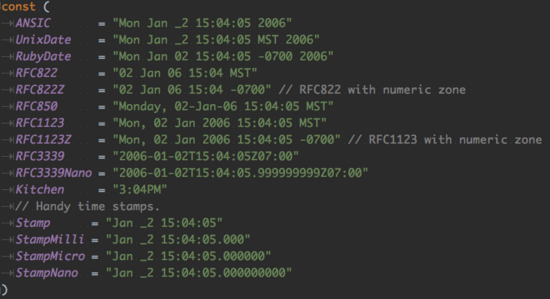 const (
ANSIC = "Mon Jan _2 15:04:05 2006"
UnixDate = "Mon Jan _2 15:04:05 MST 2006"
RubyDate = "Mon Jan 02 15:04:05 -0700 2006"
RFC822 = "02 Jan 06 15:04 MST"
RFC822Z = "02 Jan 06 15:04 -0700" // RFC822 with numeric zone
RFC850 = "Monday, 02-Jan-06 15:04:05 MST"
RFC1123 = "Mon, 02 Jan 2006 15:04:05 MST"
RFC1123Z = "Mon, 02 Jan 2006 15:04:05 -0700" // RFC1123 with numeric zone
RFC3339 = "2006-01-02T15:04:05Z07:00"
RFC3339Nano = "2006-01-02T15:04:05.999999999Z07:00"
Kitchen = "3:04PM"
// Handy time stamps.
Stamp = "Jan _2 15:04:05"
StampMilli = "Jan _2 15:04:05.000"
StampMicro = "Jan _2 15:04:05.000000"
StampNano = "Jan _2 15:04:05.000000000"
)